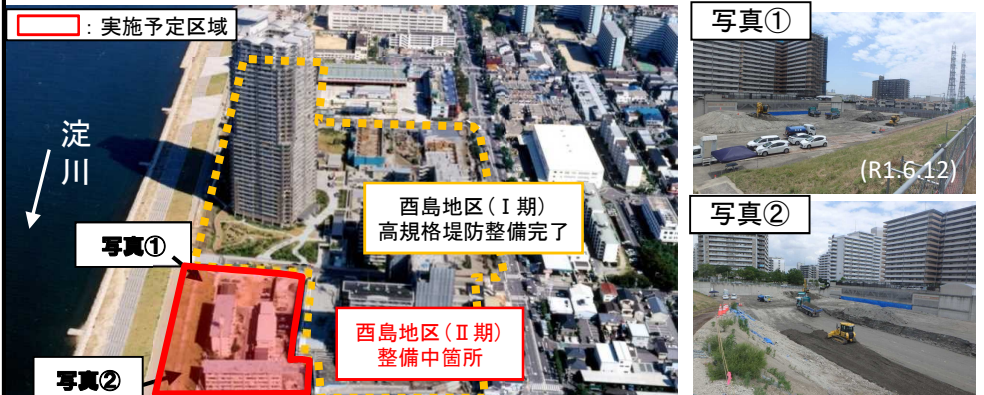 ：実施予定区域
淀川
写真①
写真②
酉島地区（Ⅰ期）
高規格堤防整備完了
酉島地区（Ⅱ期）
整備中箇所
写真①
(R1.6.12)
写真②